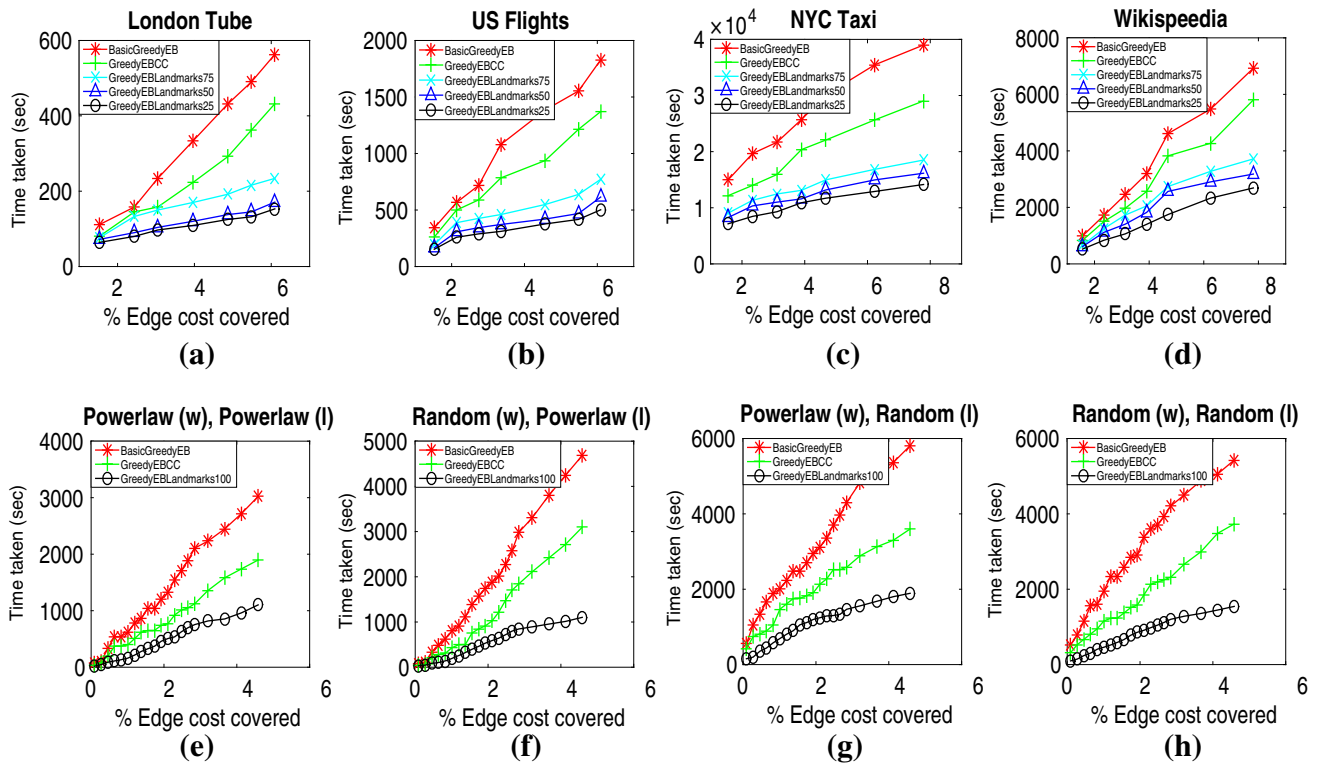 London Tube
600
400
200
0
2
4
6
Time taken (sec)
% Edge cost covered
BasicGreedyEB
GreedyEBCC
GreedyEBLandmarks75
GreedyEBLandmarks50
GreedyEBLandmarks25
(a)
US Flights
2000
1500
1000
500
0
2
4
6
Time taken (sec)
% Edge cost covered
BasicGreedyEB
GreedyEBCC
GreedyEBLandmarks75
GreedyEBLandmarks50
GreedyEBLandmarks25
(b)
NYC Taxi
×10⁴
4
3
2
1
0
2
4
6
8
Time taken (sec)
% Edge cost covered
BasicGreedyEB
GreedyEBCC
GreedyEBLandmarks75
GreedyEBLandmarks50
GreedyEBLandmarks25
(c)
Wikispeedia
8000
6000
4000
2000
0
2
4
6
8
Time taken (sec)
% Edge cost covered
BasicGreedyEB
GreedyEBCC
GreedyEBLandmarks75
GreedyEBLandmarks50
GreedyEBLandmarks25
(d)
Powerlaw (w), Powerlaw (l)
4000
3000
2000
1000
0
0
2
4
6
Time taken (sec)
% Edge cost covered
BasicGreedyEB
GreedyEBCC
GreedyEBLandmarks100
(e)
Random (w), Powerlaw (l)
5000
4000
3000
2000
1000
0
0
2
4
6
Time taken (sec)
% Edge cost covered
BasicGreedyEB
GreedyEBCC
GreedyEBLandmarks100
(f)
Powerlaw (w), Random (l)
6000
4000
2000
0
0
2
4
6
Time taken (sec)
% Edge cost covered
BasicGreedyEB
GreedyEBCC
GreedyEBLandmarks100
(g)
Random (w), Random (l)
6000
4000
2000
0
0
2
4
6
Time taken (sec)
% Edge cost covered
BasicGreedyEB
GreedyEBCC
GreedyEBLandmarks100
(h)